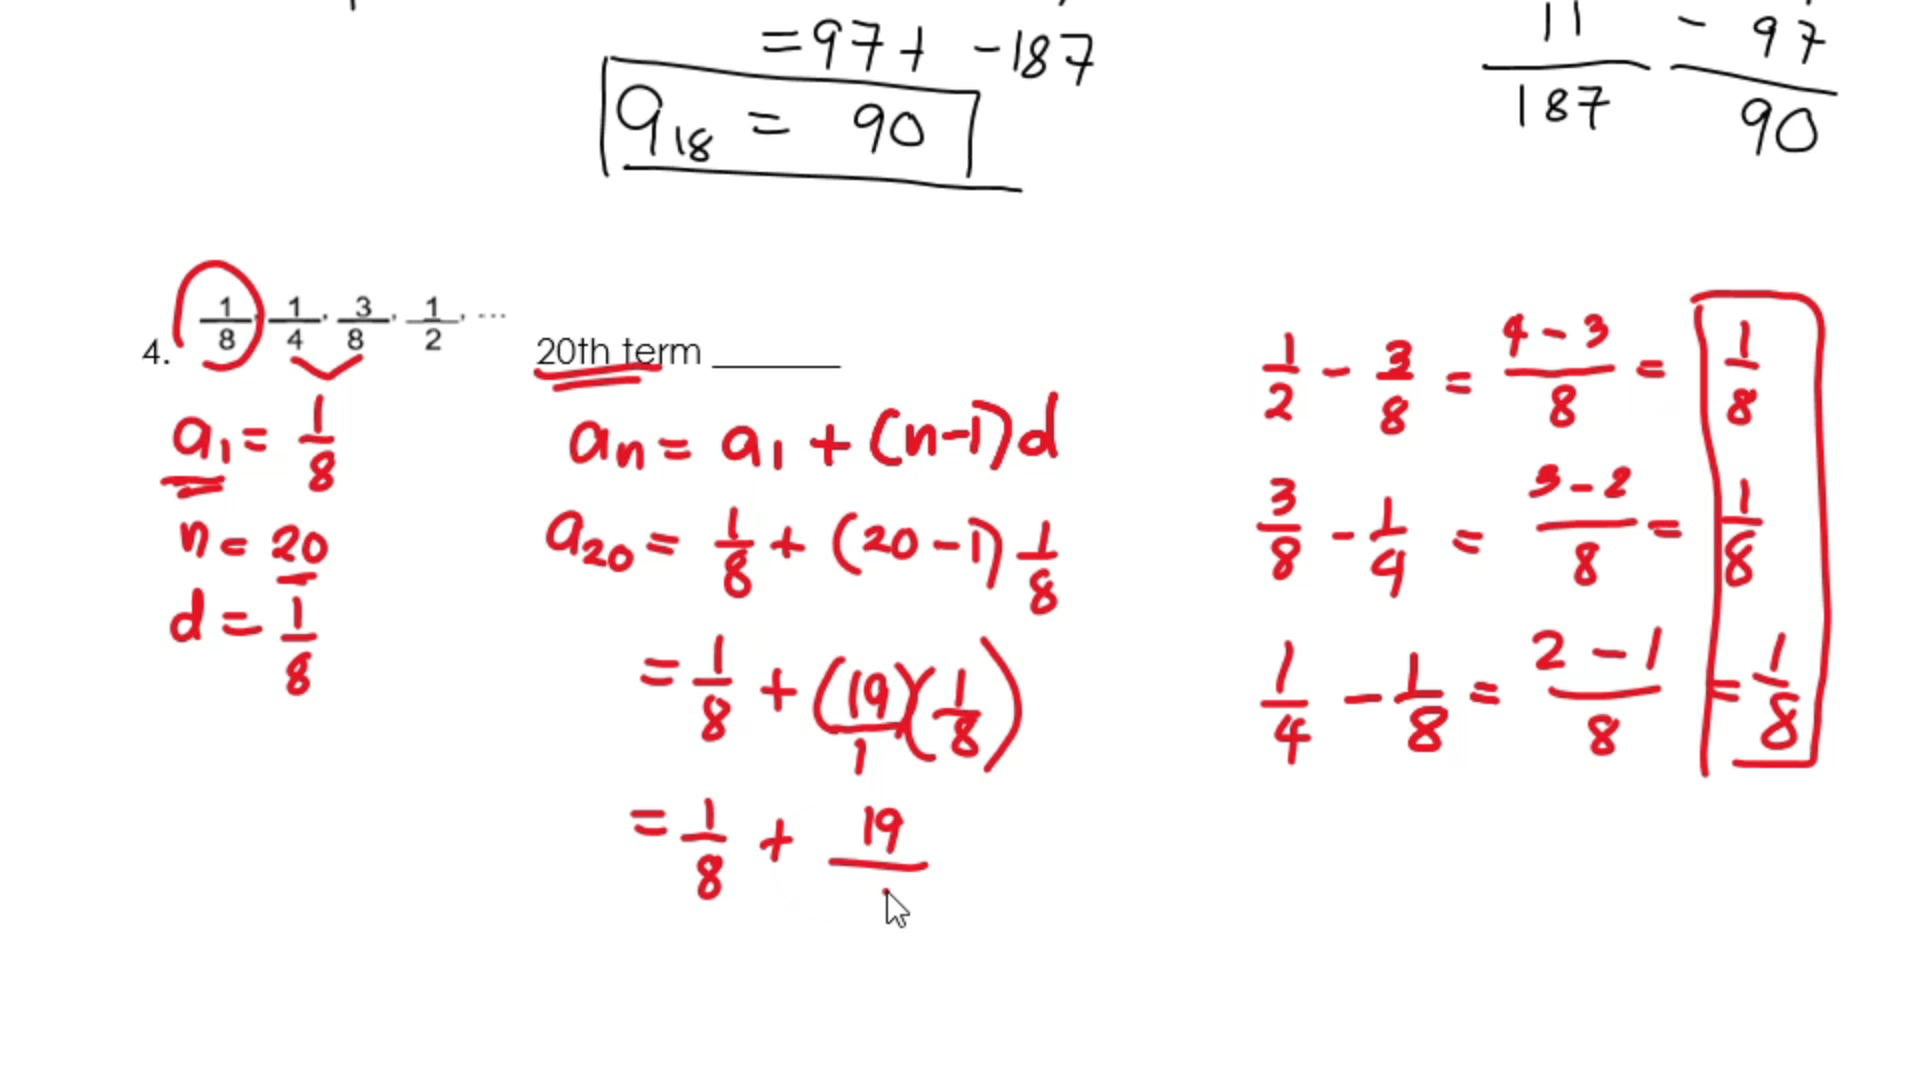 = 97 + -187
a18 = 90
11
187
- 97
90
4. 1/8, 1/4, 3/8, 1/2, ... 20th term ________
a1 = 1/8
n = 20
d = 1/8
an = a1 + (n-1)d
a20 = 1/8 + (20-1) 1/8
= 1/8 + (19/1)(1/8)
= 1/8 + 19/
1/2 - 3/8 = 4-3/8 = 1/8
3/8 - 1/4 = 3-2/8 = 1/8
1/4 - 1/8 = 2-1/8 = 1/8